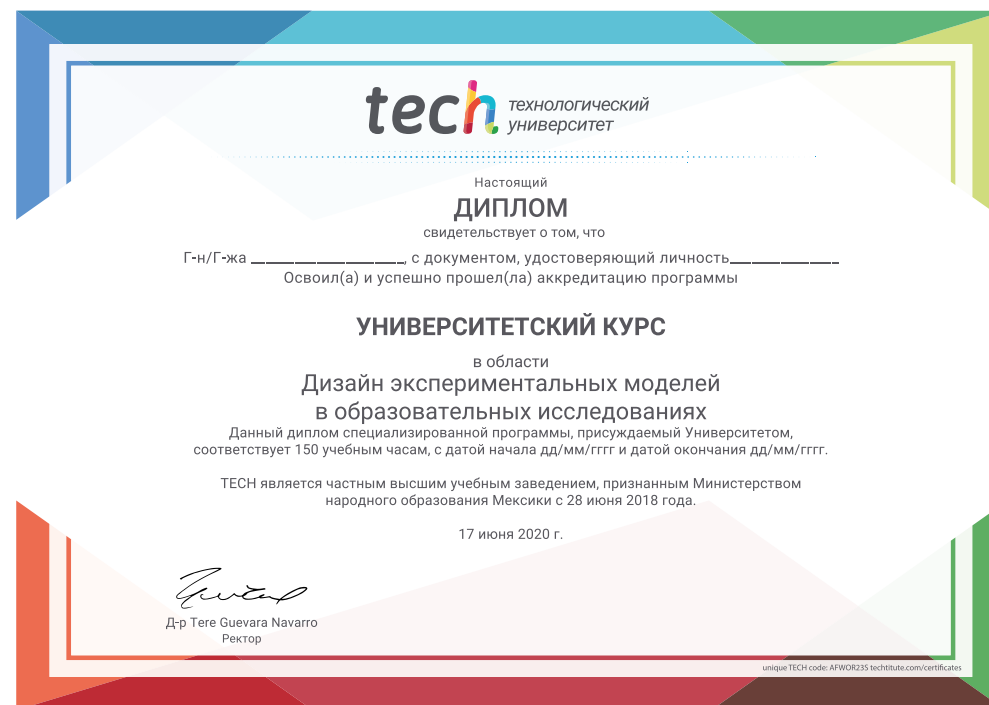 tech технологический
университет
Настоящий
ДИПЛОМ
свидетельствует о том, что
Г-н/Г-жа ____________________, с документом, удостоверяющий личность______________
Освоил(а) и успешно прошел(ла) аккредитацию программы
УНИВЕРСИТЕТСКИЙ КУРС
в области
Дизайн экспериментальных моделей
в образовательных исследованиях
Данный диплом специализированной программы, присуждаемый Университетом,
соответствует 150 учебным часам, с датой начала дд/мм/гггг и датой окончания дд/мм/гггг.
TECH является частным высшим учебным заведением, признанным Министерством
народного образования Мексики с 28 июня 2018 года.
17 июня 2020 г.
Д-р Tere Guevara Navarro
Ректор
unique TECH code: AFWOR23S techtitute.com/certificates